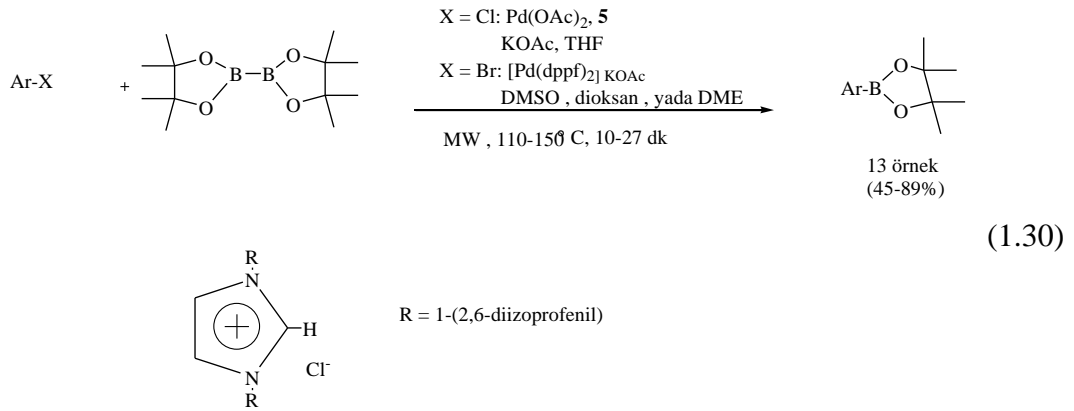 X = Cl: Pd(OAc)2, 5
KOAc, THF
X = Br: [Pd(dppf)2] KOAc
DMSO , dioksan , yada DME
MW , 110-150° C, 10-27 dk
Ar-X
+
O
O
B
B
O
O
Ar-B
O
O
13 örnek
(45-89%)
(1.30)
R
N
+
H
N
R
Cl-
R = 1-(2,6-diizoprofenil)